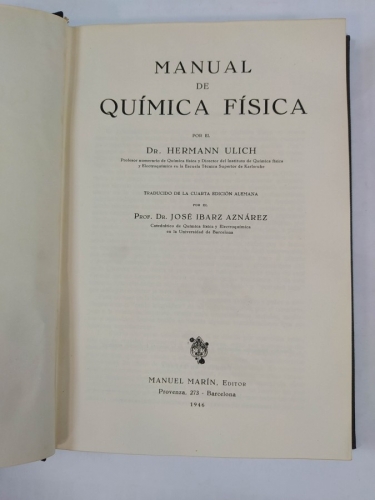 MANUAL
DE
QUÍMICA FÍSICA
POR EL
DR. HERMANN ULICH
Profesor numerario de Química física y Director del Instituto de Química física
y Electroquímica en la Escuela Técnica Superior de Karlsruhe
TRADUCIDO DE LA CUARTA EDICIÓN ALEMANA
POR EL
PROF. DR. JOSÉ IBARZ AZNÁREZ
Catedrático de Química física y Electroquímica
en la Universidad de Barcelona
MANUEL MARÍN, EDITOR
Provenza, 273 - Barcelona
1946